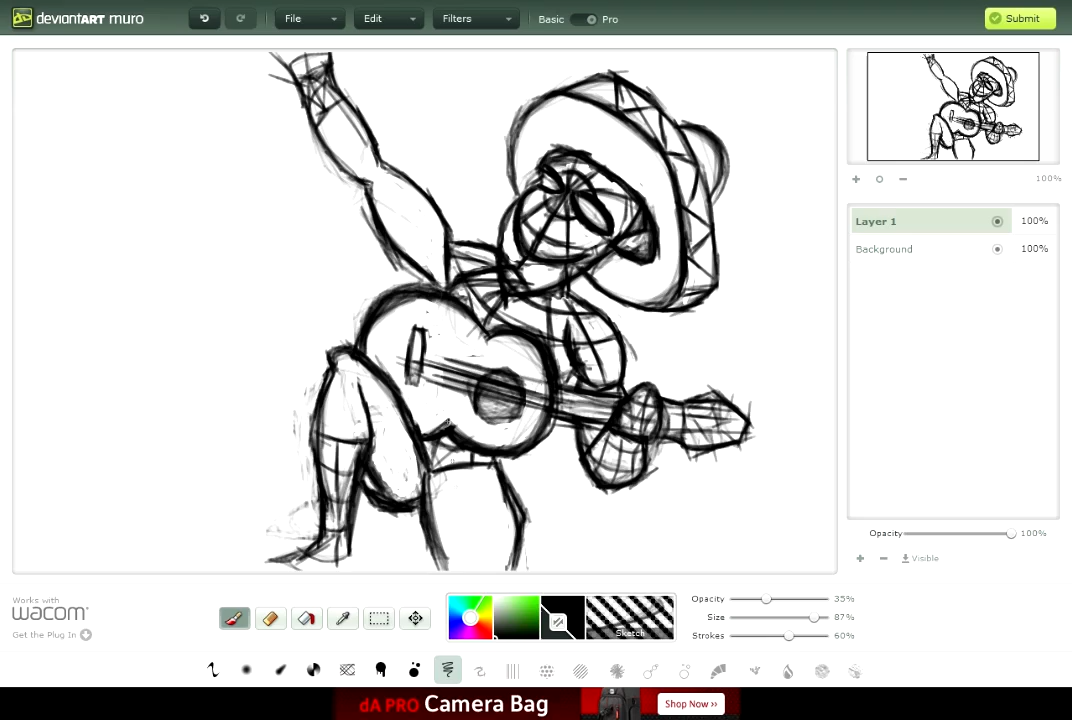 deviantART muro
File
Edit
Filters
Basic
Pro
Submit
100%
Layer 1
100%
Background
100%
Opacity
100%
Visible
Works with
wacom
Get the Plug In
Sketch
Opacity
35%
Size
87%
Strokes
60%
dA PRO Camera Bag
Shop Now ››